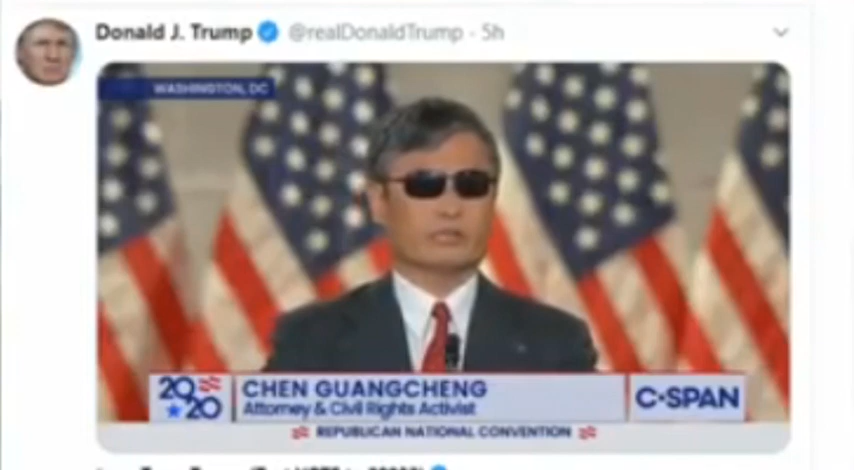 Donald J. Trump @realDonaldTrump · 5h
WASHINGTON, DC
2020
CHEN GUANGCHENG
Attorney & Civil Rights Activist
C-SPAN
REPUBLICAN NATIONAL CONVENTION